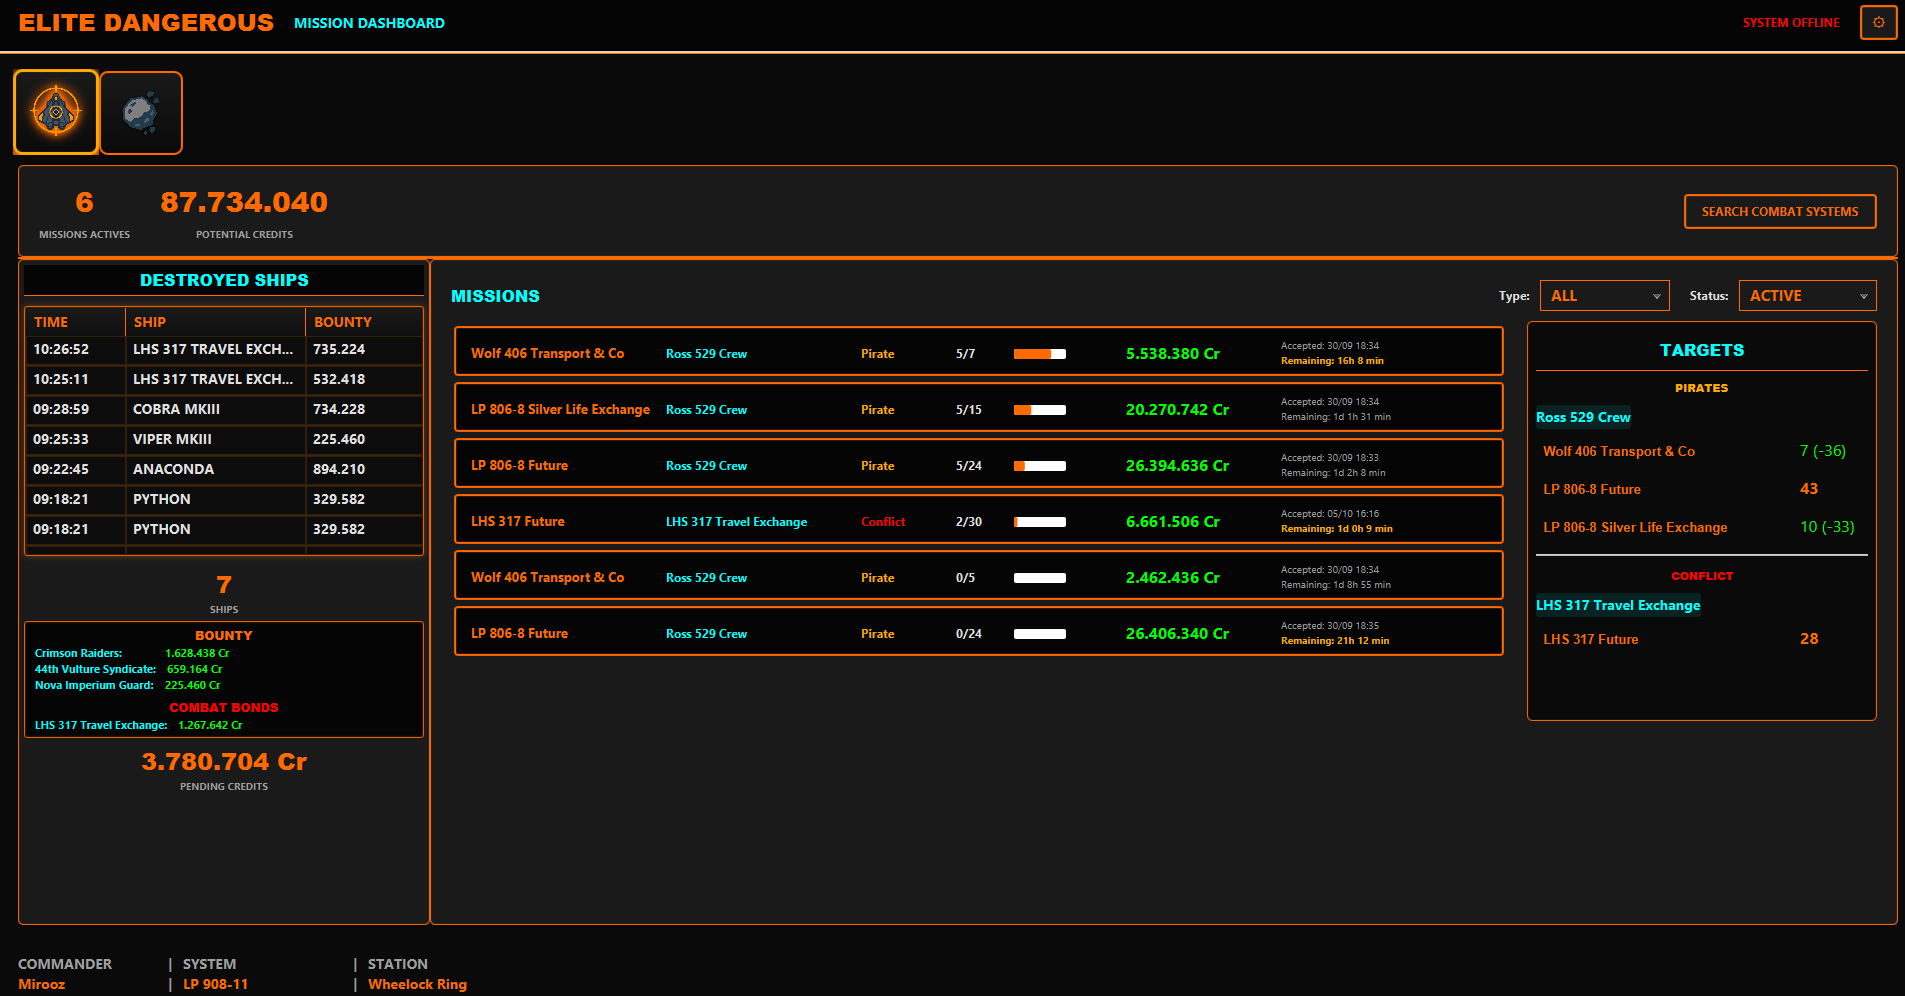 ELITE DANGEROUS MISSION DASHBOARD SYSTEM OFFLINE
6 87.734.040
MISSIONS ACTIVES POTENTIAL CREDITS
SEARCH COMBAT SYSTEMS
DESTROYED SHIPS
TIME SHIP BOUNTY
10:26:52 LHS 317 TRAVEL EXCH... 735.224
10:25:11 LHS 317 TRAVEL EXCH... 532.418
09:28:59 COBRA MKIII 734.228
09:25:33 VIPER MKIII 225.460
09:22:45 ANACONDA 894.210
09:18:21 PYTHON 329.582
09:18:21 PYTHON 329.582
7
SHIPS
BOUNTY
Crimson Raiders: 1.628.438 Cr
44th Vulture Syndicate: 659.164 Cr
Nova Imperium Guard: 225.460 Cr
COMBAT BONDS
LHS 317 Travel Exchange: 1.267.642 Cr
3.780.704 Cr
PENDING CREDITS
MISSIONS Type: ALL Status: ACTIVE
Wolf 406 Transport & Co Ross 529 Crew Pirate 5/7 5.538.380 Cr Accepted: 30/09 18:34
Remaining: 16h 8 min
LP 806-8 Silver Life Exchange Ross 529 Crew Pirate 5/15 20.270.742 Cr Accepted: 30/09 18:34
Remaining: 1d 1h 31 min
LP 806-8 Future Ross 529 Crew Pirate 5/24 26.394.636 Cr Accepted: 30/09 18:33
Remaining: 1d 2h 8 min
LHS 317 Future LHS 317 Travel Exchange Conflict 2/30 6.661.506 Cr Accepted: 05/10 16:16
Remaining: 1d 0h 9 min
Wolf 406 Transport & Co Ross 529 Crew Pirate 0/5 2.462.436 Cr Accepted: 30/09 18:34
Remaining: 1d 8h 55 min
LP 806-8 Future Ross 529 Crew Pirate 0/24 26.406.340 Cr Accepted: 30/09 18:35
Remaining: 21h 12 min
TARGETS
PIRATES
Ross 529 Crew
Wolf 406 Transport & Co 7 (-36)
LP 806-8 Future 43
LP 806-8 Silver Life Exchange 10 (-33)
CONFLICT
LHS 317 Travel Exchange
LHS 317 Future 28
COMMANDER | SYSTEM | STATION
Mirooz | LP 908-11 | Wheelock Ring